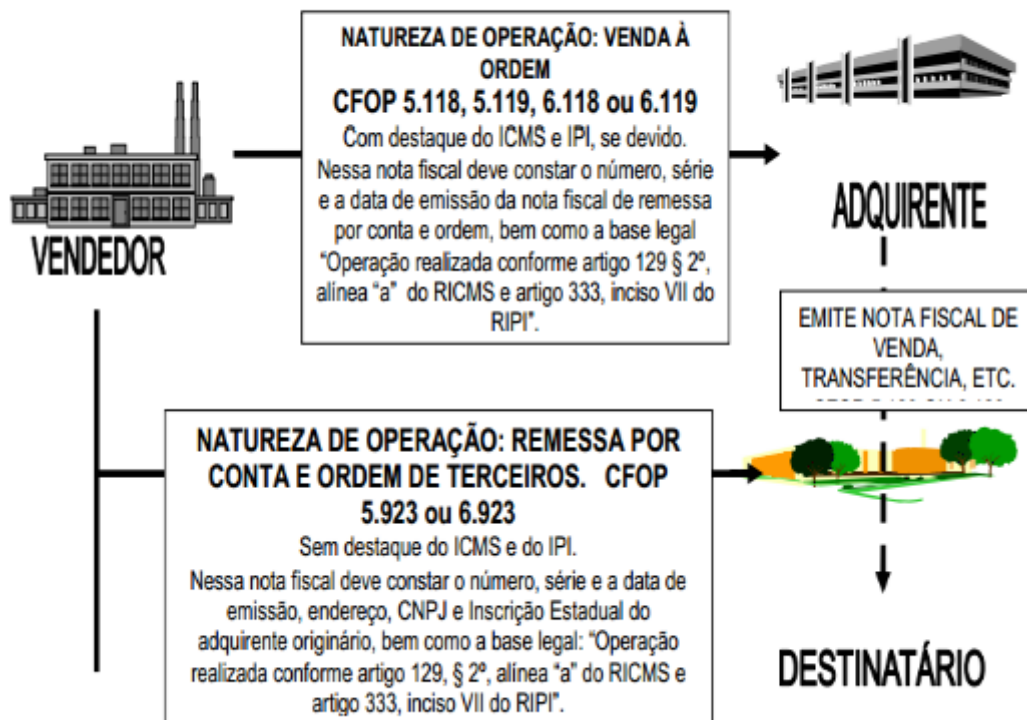 NATUREZA DE OPERAÇÃO: VENDA À
ORDEM
CFOP 5.118, 5.119, 6.118 ou 6.119
Com destaque do ICMS e IPI, se devido.
Nessa nota fiscal deve constar o número, série
e a data de emissão da nota fiscal de remessa
por conta e ordem, bem como a base legal
“Operação realizada conforme artigo 129 § 2º,
alínea “a” do RICMS e artigo 333, inciso VII do
RIPI”.
VENDEDOR
ADQUIRENTE
EMITE NOTA FISCAL DE
VENDA,
TRANSFERÊNCIA, ETC.
NATUREZA DE OPERAÇÃO: REMESSA POR
CONTA E ORDEM DE TERCEIROS. CFOP
5.923 ou 6.923
Sem destaque do ICMS e do IPI.
Nessa nota fiscal deve constar o número, série e a data de
emissão, endereço, CNPJ e Inscrição Estadual do
adquirente originário, bem como a base legal: “Operação
realizada conforme artigo 129, § 2º, alínea “a” do RICMS e
artigo 333, inciso VII do RIPI”.
DESTINATÁRIO